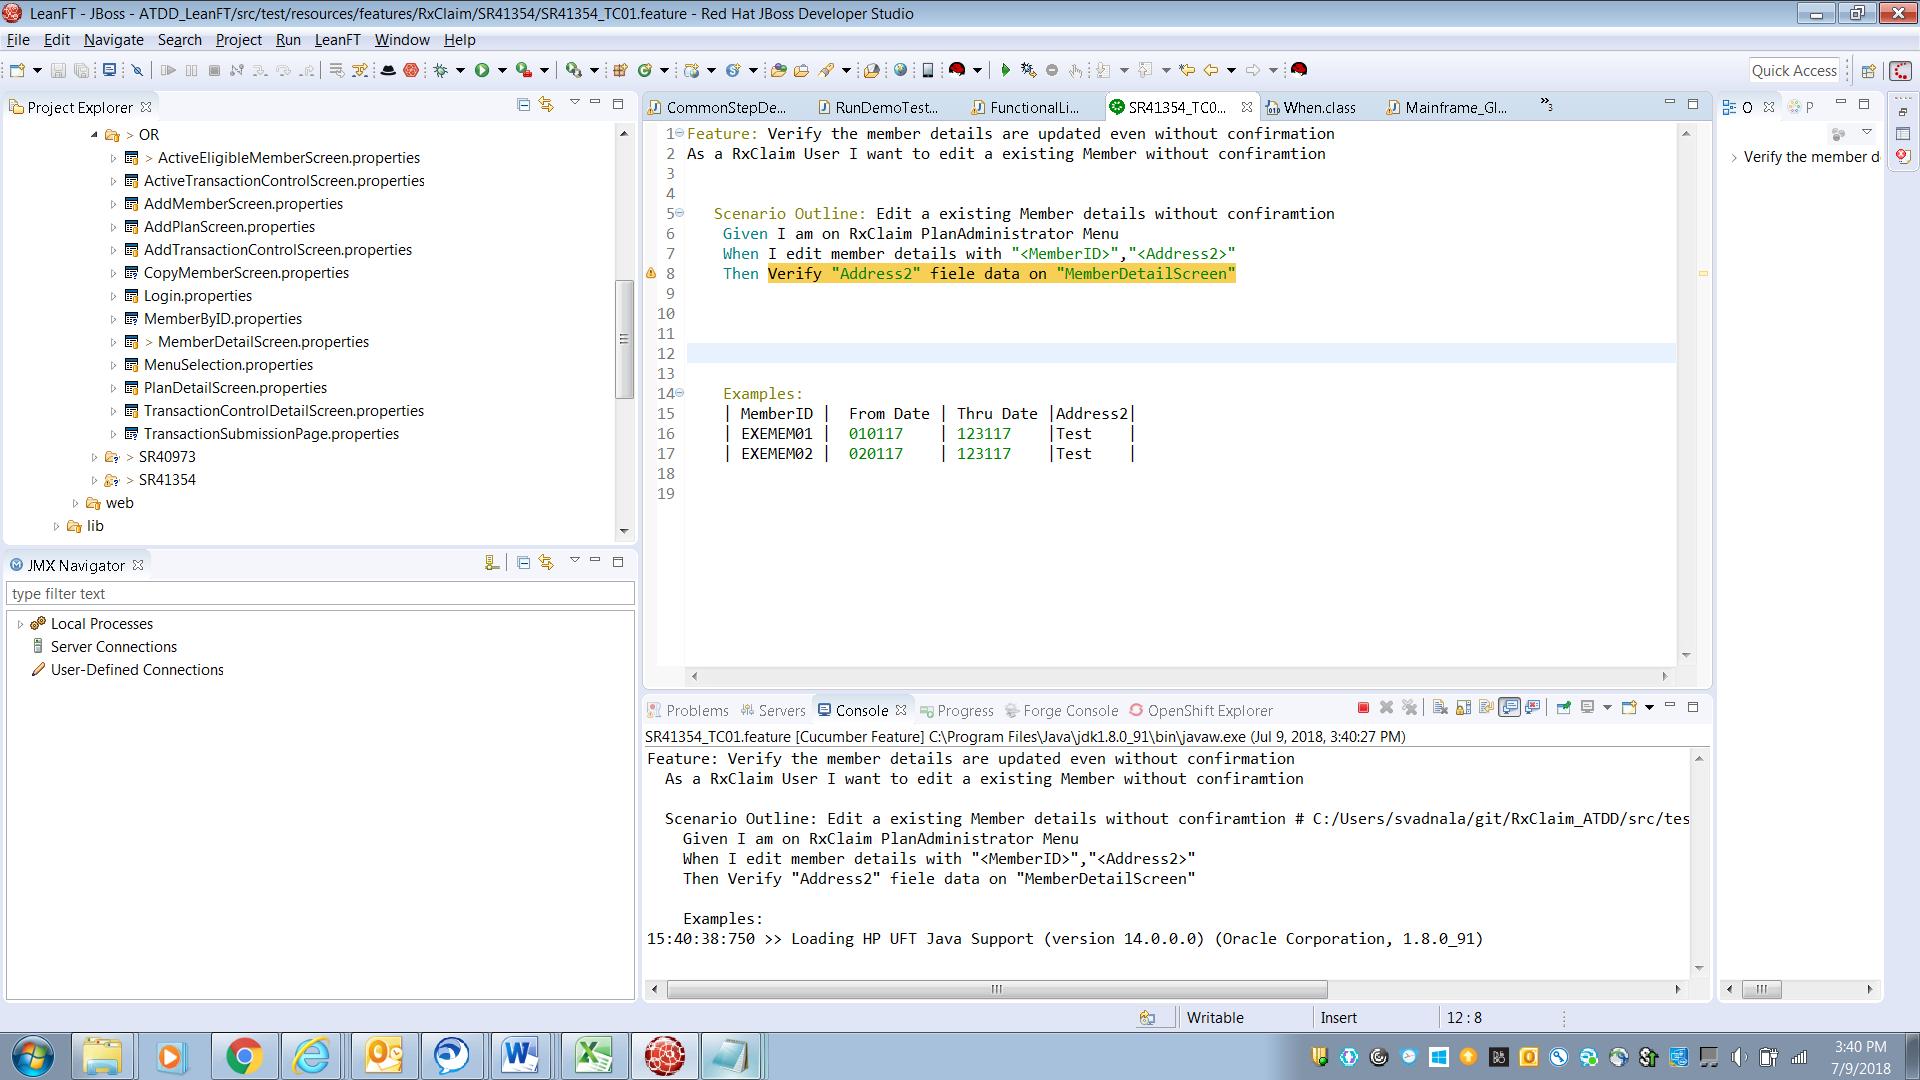 LeanFT - JBoss - ATDD_LeanFT/src/test/resources/features/RxClaim/SR41354/SR41354_TC01.feature - Red Hat JBoss Developer Studio
File Edit Navigate Search Project Run LeanFT Window Help
Quick Access
Project Explorer
> OR
> ActiveEligibleMemberScreen.properties
ActiveTransactionControlScreen.properties
AddMemberScreen.properties
AddPlanScreen.properties
AddTransactionControlScreen.properties
CopyMemberScreen.properties
Login.properties
MemberByID.properties
> MemberDetailScreen.properties
MenuSelection.properties
PlanDetailScreen.properties
TransactionControlDetailScreen.properties
TransactionSubmissionPage.properties
> SR40973
> SR41354
web
lib
JMX Navigator
type filter text
Local Processes
Server Connections
User-Defined Connections
CommonStepDe... RunDemoTest... FunctionalLi... SR41354_TC0... When.class Mainframe_Gl... »3
1 Feature: Verify the member details are updated even without confirmation
2 As a RxClaim User I want to edit a existing Member without confiramtion
3
4
5 Scenario Outline: Edit a existing Member details without confiramtion
6 Given I am on RxClaim PlanAdministrator Menu
7 When I edit member details with "<MemberID>","<Address2>"
8 Then Verify "Address2" fiele data on "MemberDetailScreen"
9
10
11
12
13
14 Examples:
15 | MemberID | From Date | Thru Date |Address2|
16 | EXEMEM01 | 010117 | 123117 |Test |
17 | EXEMEM02 | 020117 | 123117 |Test |
18
19
O P
Verify the member d
Problems Servers Console Progress Forge Console OpenShift Explorer
SR41354_TC01.feature [Cucumber Feature] C:\Program Files\Java\jdk1.8.0_91\bin\javaw.exe (Jul 9, 2018, 3:40:27 PM)
Feature: Verify the member details are updated even without confirmation
As a RxClaim User I want to edit a existing Member without confiramtion
Scenario Outline: Edit a existing Member details without confiramtion # C:/Users/svadnala/git/RxClaim_ATDD/src/tes
Given I am on RxClaim PlanAdministrator Menu
When I edit member details with "<MemberID>","<Address2>"
Then Verify "Address2" fiele data on "MemberDetailScreen"
Examples:
15:40:38:750 >> Loading HP UFT Java Support (version 14.0.0.0) (Oracle Corporation, 1.8.0_91)
Writable Insert 12 : 8
3:40 PM
7/9/2018